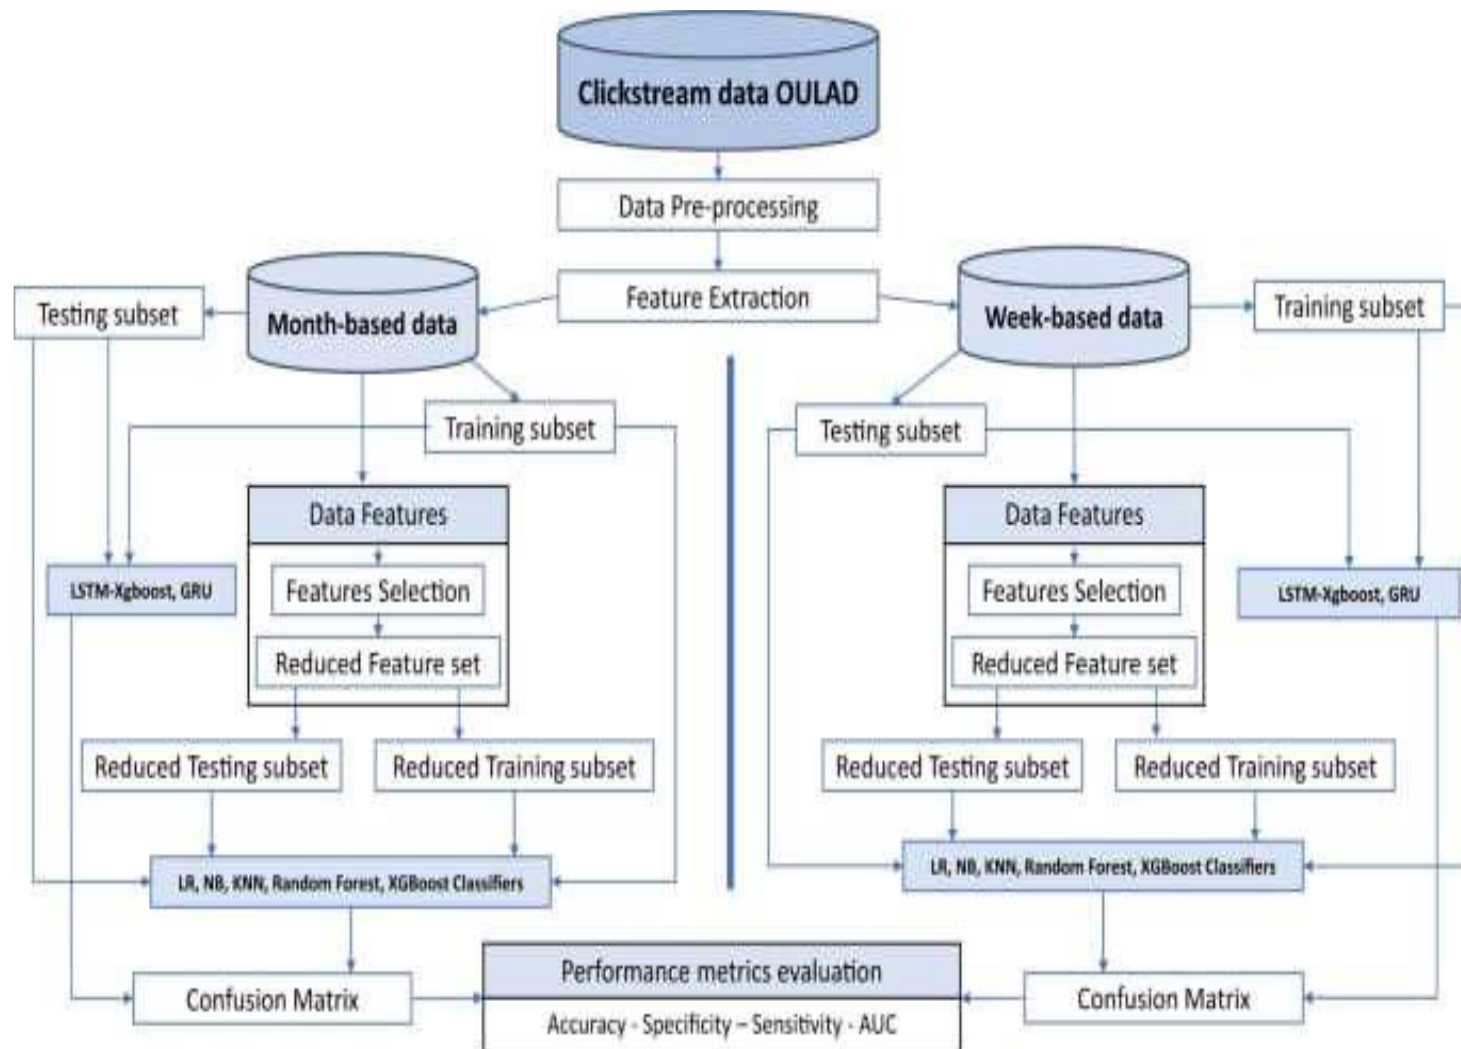 Clickstream data OULAD
Data Pre-processing
Feature Extraction
Testing subset
Month-based data
Week-based data
Training subset
Training subset
Testing subset
Data Features
Data Features
Features Selection
Features Selection
LSTM-Xgboost, GRU
LSTM-Xgboost, GRU
Reduced Feature set
Reduced Feature set
Reduced Testing subset
Reduced Training subset
Reduced Testing subset
Reduced Training subset
LR, NB, KNN, Random Forest, XGBoost Classifiers
LR, NB, KNN, Random Forest, XGBoost Classifiers
Performance metrics evaluation
Confusion Matrix
Confusion Matrix
Accuracy - Specificity – Sensitivity - AUC